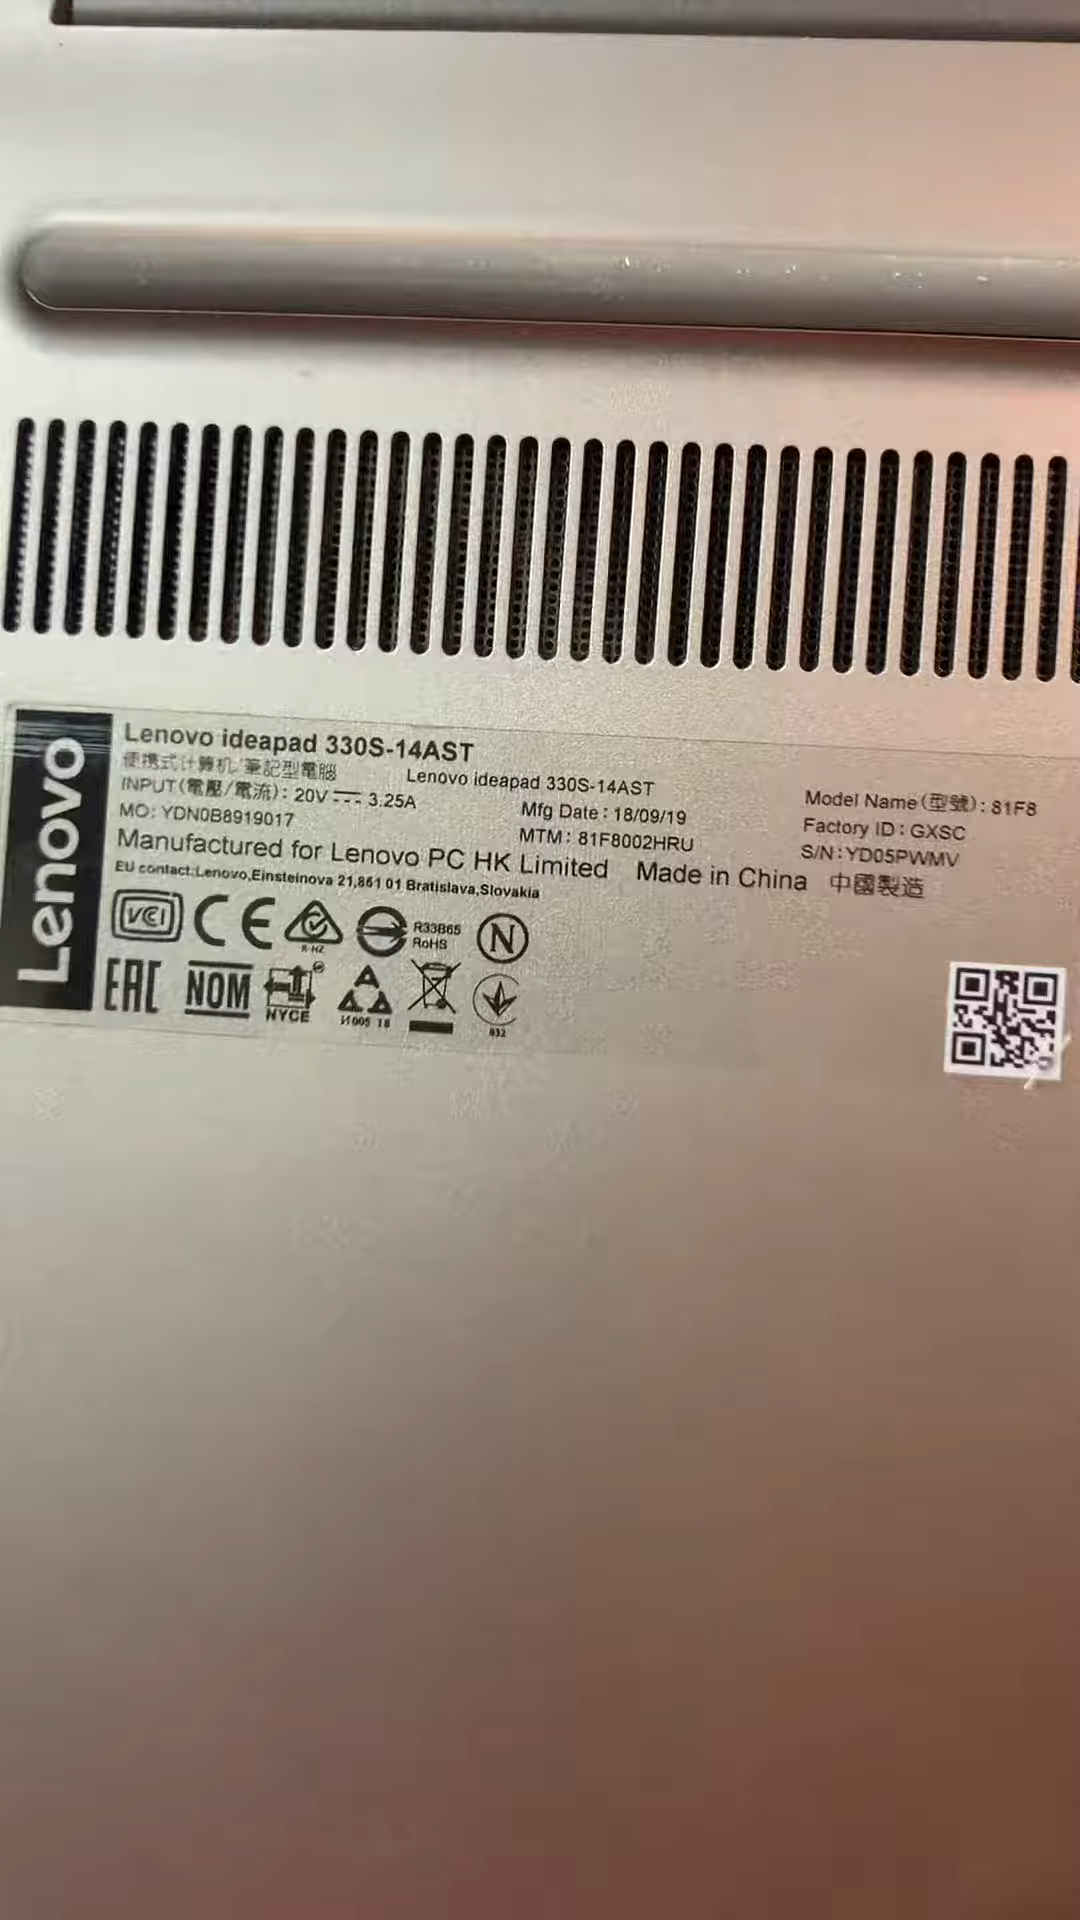 Lenovo
Lenovo ideapad 330S-14AST
便携式计算机/筆記型電腦 Lenovo ideapad 330S-14AST
INPUT(電壓/電流): 20V 3.25A
MO: YDN0B8919017
Mfg Date: 18/09/19
MTM: 81F8002HRU
Model Name(型號): 81F8
Factory ID: GXSC
S/N: YD05PWMV
Manufactured for Lenovo PC HK Limited Made in China 中國製造
EU contact:Lenovo,Einsteinova 21,851 01 Bratislava,Slovakia
CE
R33B65
RoHS
N
EAC
NOM
NYCE
032